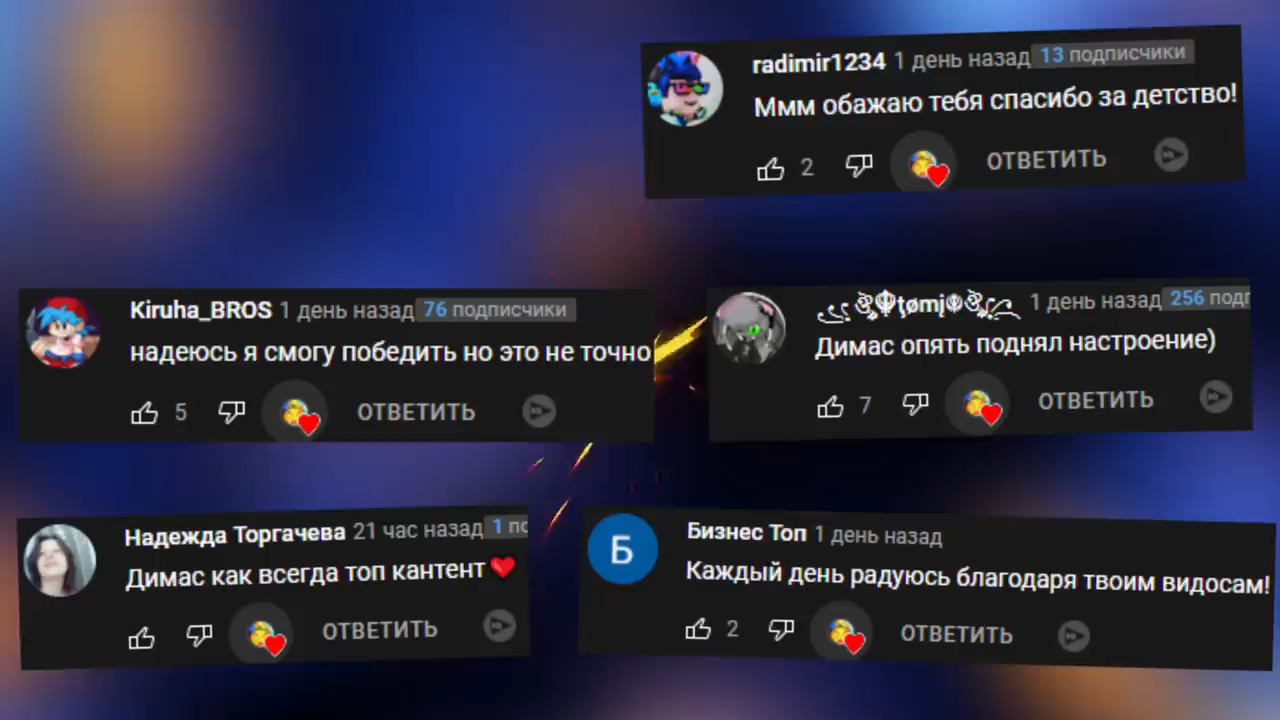 radimir1234 1 день назад 13 подписчики
Ммм обажаю тебя спасибо за детство!
2 ОТВЕТИТЬ
Kiruha_BROS 1 день назад 76 подписчики
надеюсь я смогу победить но это не точно
5 ОТВЕТИТЬ
ţømį 1 день назад 256 подп
Димас опять поднял настроение)
7 ОТВЕТИТЬ
Надежда Торгачева 21 час назад 1 по
Димас как всегда топ кантент❤
ОТВЕТИТЬ
Б
Бизнес Топ 1 день назад
Каждый день радуюсь благодаря твоим видосам!
2 ОТВЕТИТЬ